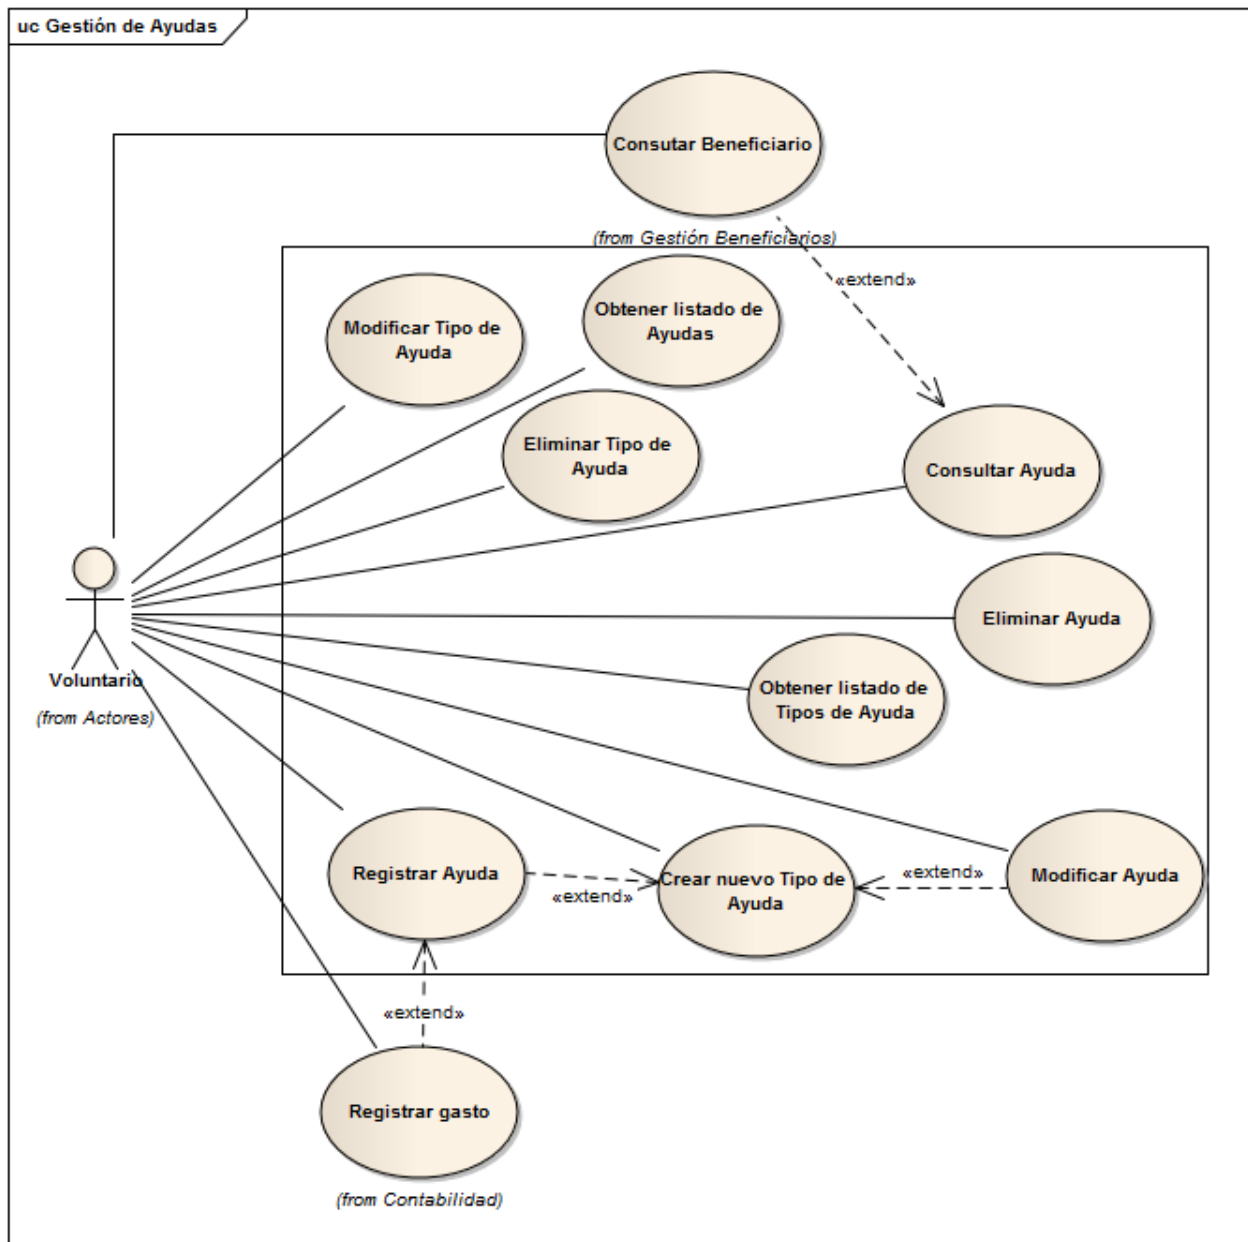 uc Gestión de Ayudas
Consutar Beneficiario
(from Gestión Beneficiarios)
«extend»
Obtener listado de
Ayudas
Modificar Tipo de
Ayuda
Eliminar Tipo de
Ayuda
Consultar Ayuda
Eliminar Ayuda
Voluntario
(from Actores)
Obtener listado de
Tipos de Ayuda
Registrar Ayuda
«extend»
Crear nuevo Tipo de
Ayuda
«extend»
Modificar Ayuda
«extend»
Registrar gasto
(from Contabilidad)